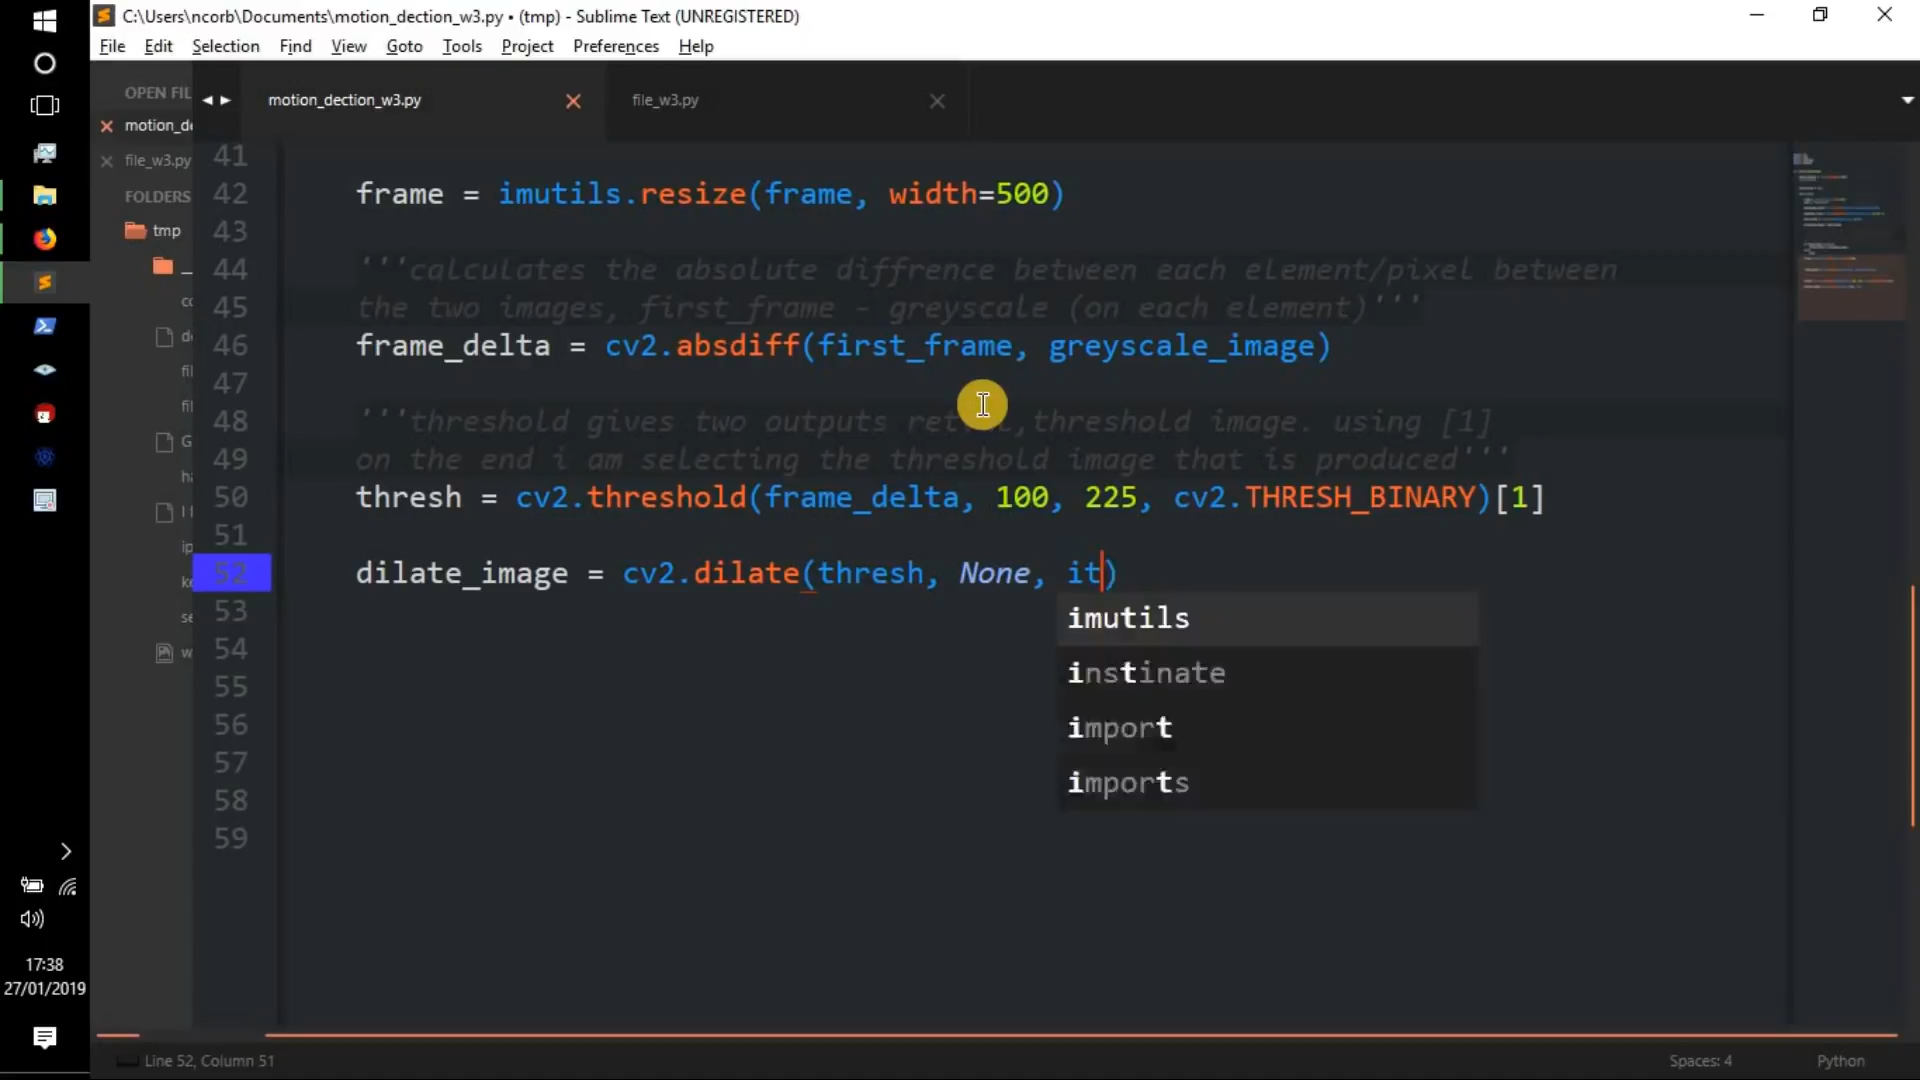 C:\Users\ncorb\Documents\motion_dection_w3.py • (tmp) - Sublime Text (UNREGISTERED)
File Edit Selection Find View Goto Tools Project Preferences Help
OPEN FIL
motion_de
file_w3.py
FOLDERS
tmp
motion_dection_w3.py
file_w3.py
41
42 frame = imutils.resize(frame, width=500)
43
44 '''calculates the absolute diffrence between each element/pixel between
45 the two images, first_frame - greyscale (on each element)'''
46 frame_delta = cv2.absdiff(first_frame, greyscale_image)
47
48 '''threshold gives two outputs retval,threshold image. using [1]
49 on the end i am selecting the threshold image that is produced'''
50 thresh = cv2.threshold(frame_delta, 100, 225, cv2.THRESH_BINARY)[1]
51
52 dilate_image = cv2.dilate(thresh, None, it)
53
54
55
56
57
58
59
imutils
instinate
import
imports
17:38
27/01/2019
Line 52, Column 51
Spaces: 4
Python